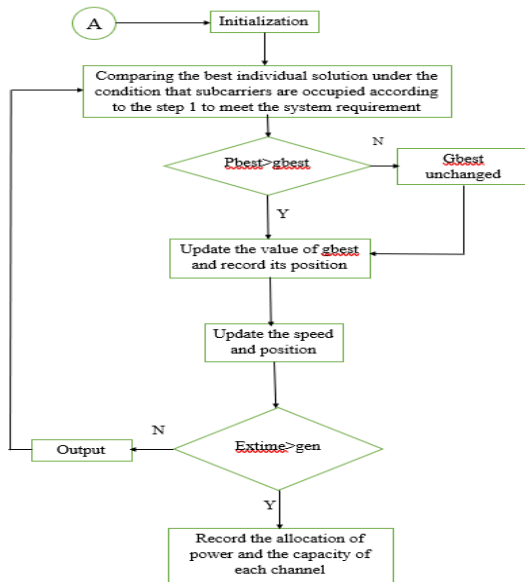 A
Initialization
Comparing the best individual solution under the
condition that subcarriers are occupied according
to the step 1 to meet the system requirement
N
Pbest>gbest
Gbest
unchanged
Y
Update the value of gbest
and record its position
Update the speed
and position
N
Extime>gen
Output
Y
Record the allocation of
power and the capacity of
each channel